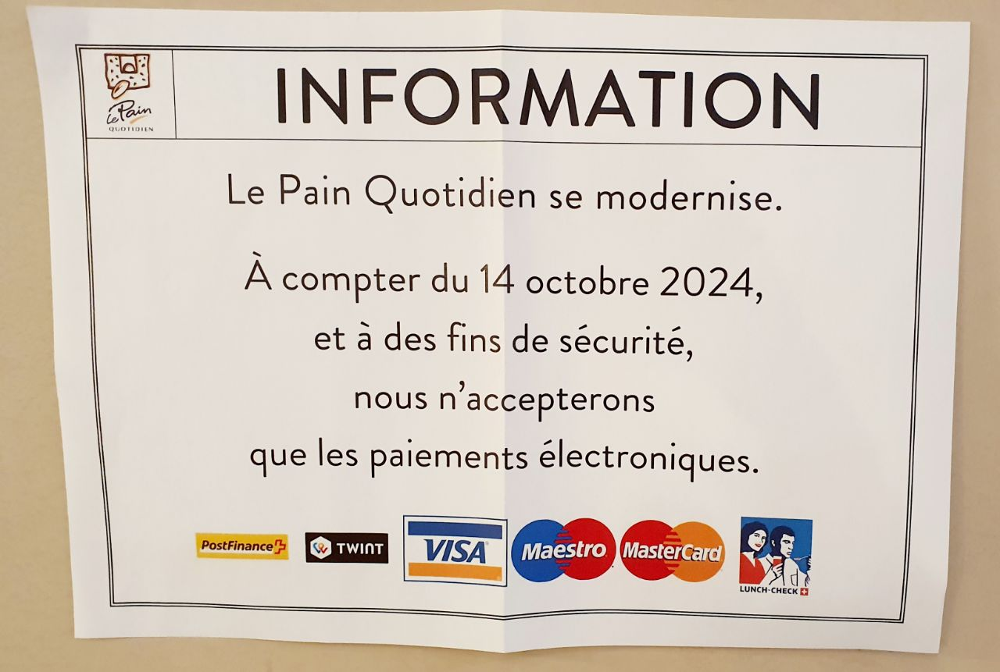 Le Pain
QUOTIDIEN
INFORMATION
Le Pain Quotidien se modernise.
À compter du 14 octobre 2024,
et à des fins de sécurité,
nous n’accepterons
que les paiements électroniques.
PostFinance
TWINT
VISA
Maestro
MasterCard
LUNCH-CHECK